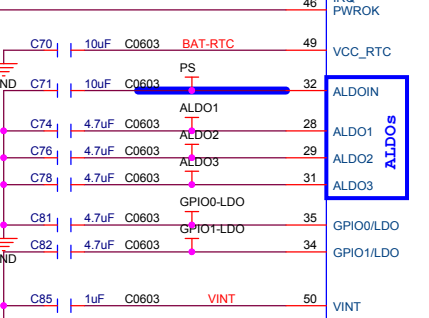 46
IRQ
PWROK
C70 10uF C0603 BAT-RTC 49 VCC_RTC
PS
ND C71 10uF C0603 32 ALDOIN
ALDO1
C74 4.7uF C0603 28 ALDO1
ALDO2
C76 4.7uF C0603 29 ALDO2
ALDO3
C78 4.7uF C0603 31 ALDO3
ALDOs
GPIO0-LDO
C81 4.7uF C0603 35 GPIO0/LDO
GPIO1-LDO
C82 4.7uF C0603 34 GPIO1/LDO
ND
C85 1uF C0603 VINT 50 VINT